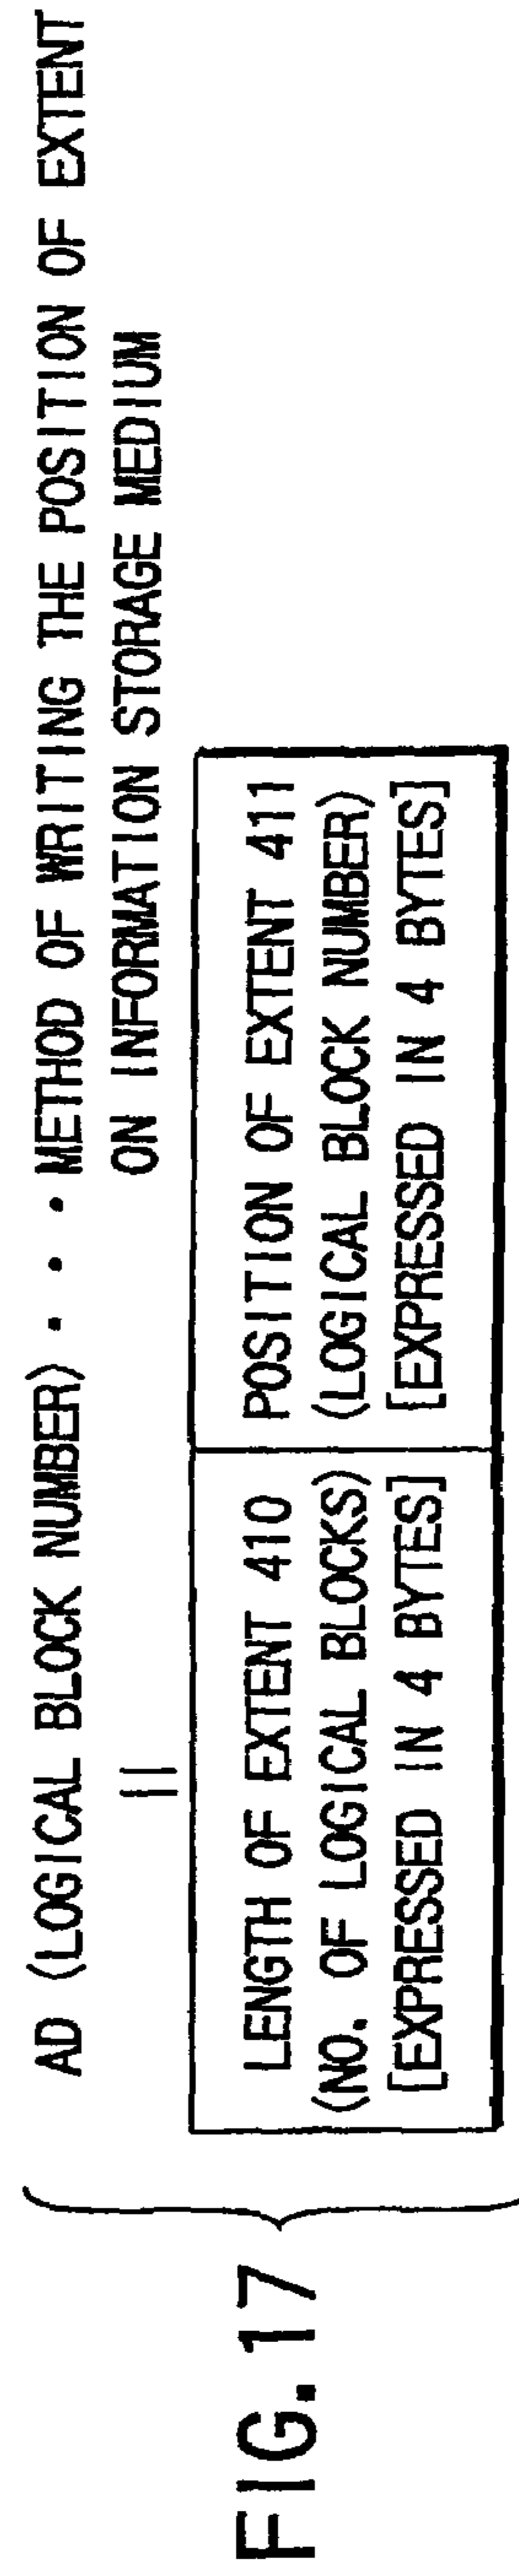 FIG. 17
AD (LOGICAL BLOCK NUMBER) · · · METHOD OF WRITING THE POSITION OF EXTENT
ON INFORMATION STORAGE MEDIUM
=
LENGTH OF EXTENT 410
(NO. OF LOGICAL BLOCKS)
[EXPRESSED IN 4 BYTES]
POSITION OF EXTENT 411
(LOGICAL BLOCK NUMBER)
[EXPRESSED IN 4 BYTES]